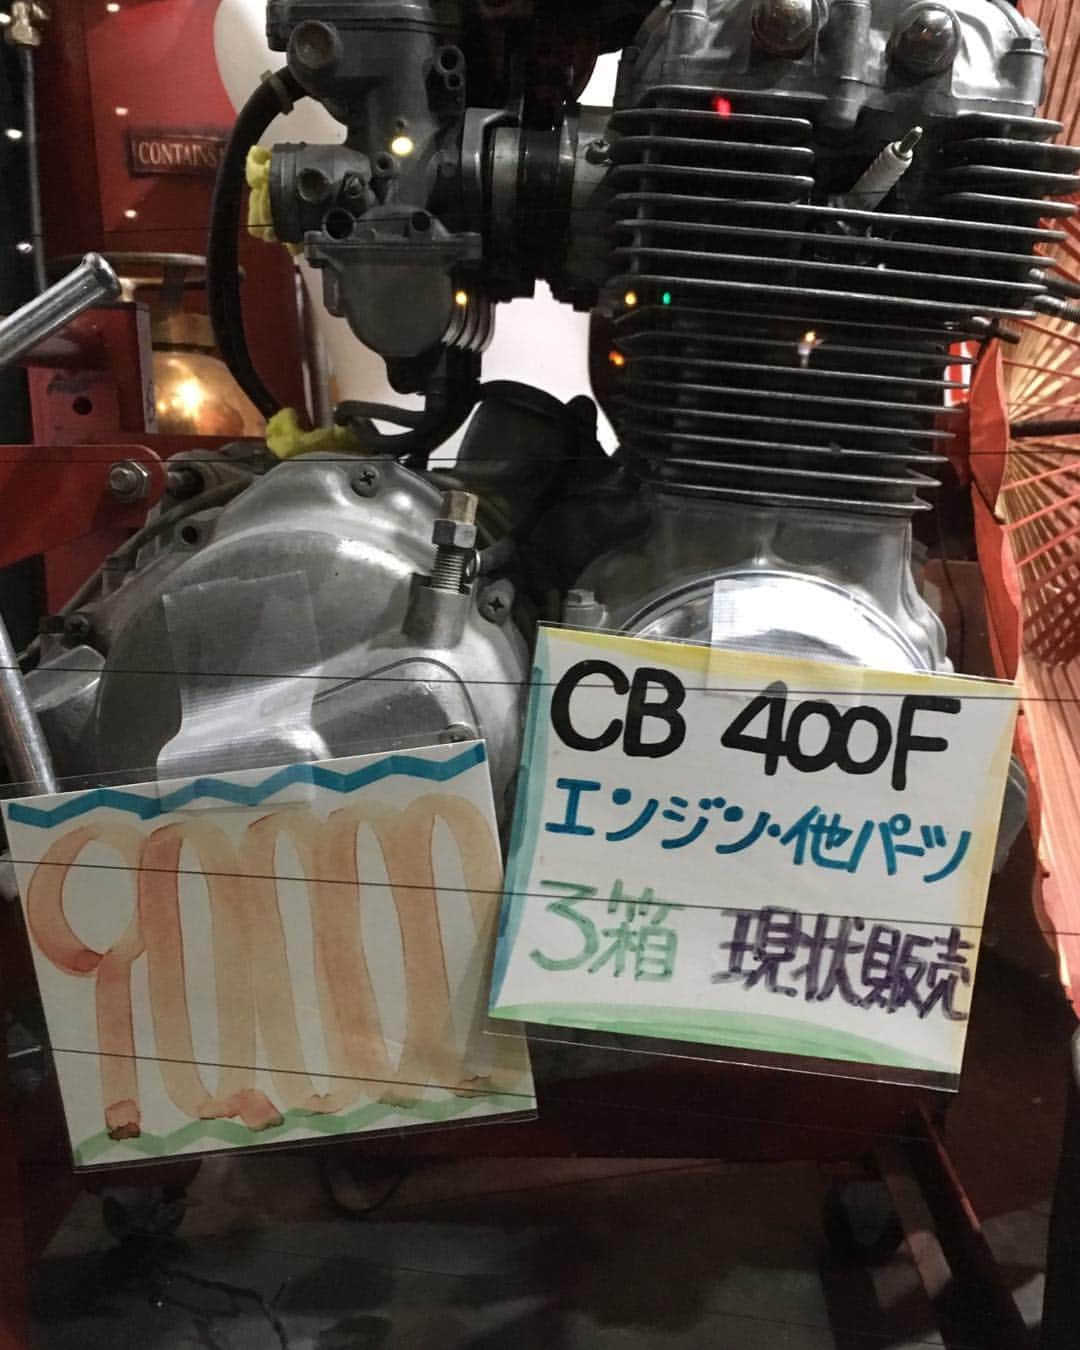 CONTAINS
CB 400F
エンジン・他パーツ
3箱 現状販売
90000